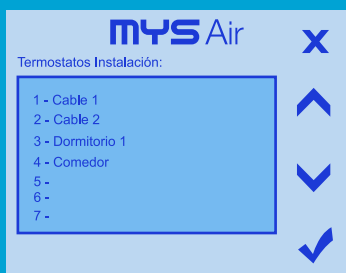 MYS Air
Termostatos Instalación:
1 - Cable 1
2 - Cable 2
3 - Dormitorio 1
4 - Comedor
5 -
6 -
7 -